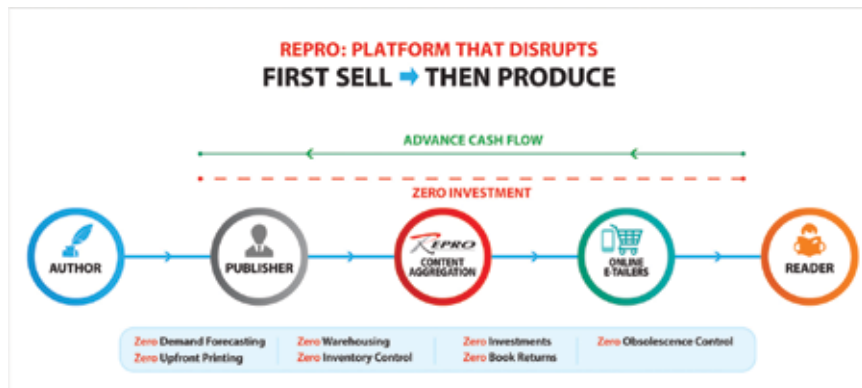 REPRO: PLATFORM THAT DISRUPTS
FIRST SELL ➡ THEN PRODUCE
ADVANCE CASH FLOW
ZERO INVESTMENT
AUTHOR
PUBLISHER
REPRO
CONTENT
AGGREGATION
ONLINE
E-TAILERS
READER
Zero Demand Forecasting
Zero Upfront Printing
Zero Warehousing
Zero Inventory Control
Zero Investments
Zero Book Returns
Zero Obsolescence Control